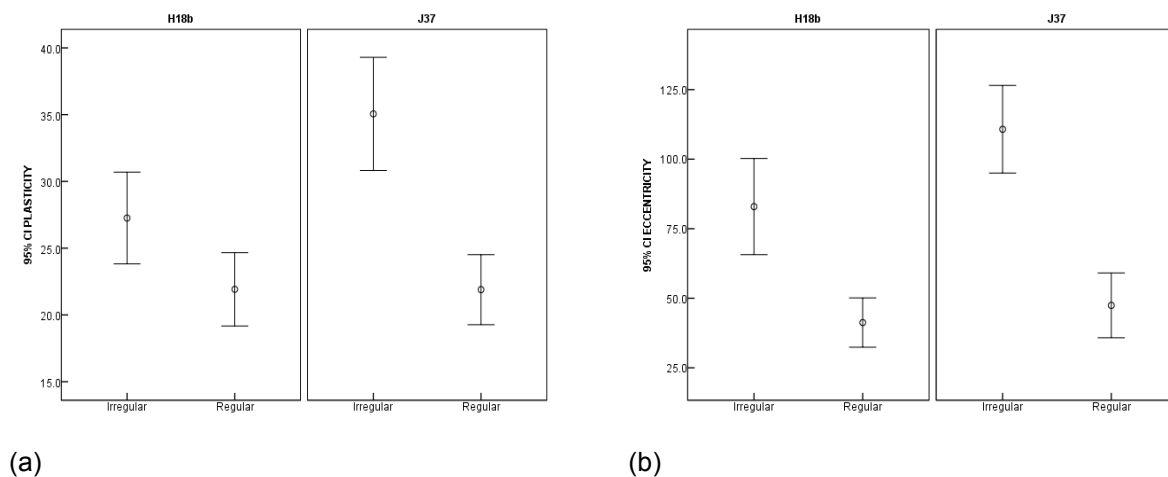 H18b
J37
40.0
35.0
30.0
25.0
20.0
15.0
95% CI PLASTICITY
Irregular
Regular
Irregular
Regular
(a)
H18b
J37
125.0
100.0
75.0
50.0
25.0
95% CI ECCENTRICITY
Irregular
Regular
Irregular
Regular
(b)